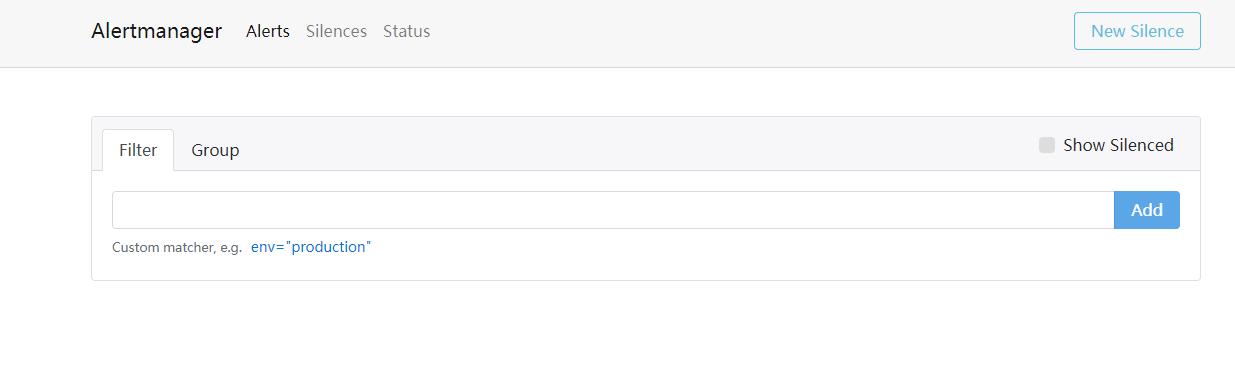 Alertmanager Alerts Silences Status New Silence
Filter Group Show Silenced
Add
Custom matcher, e.g. env="production"